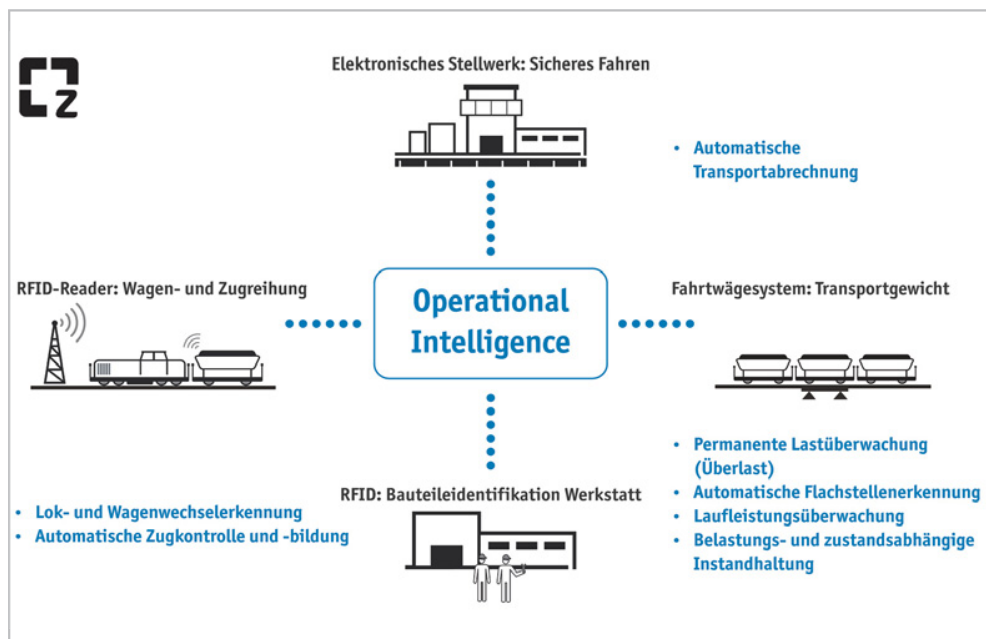 Elektronisches Stellwerk: Sicheres Fahren
z
• Automatische
Transportabrechnung
RFID-Reader: Wagen- und Zugreihung
Operational
Intelligence
Fahrtwägesystem: Transportgewicht
• Permanente Lastüberwachung
(Überlast)
• Automatische Flachstellenerkennung
• Laufleistungsüberwachung
• Belastungs- und zustandsabhängige
Instandhaltung
RFID: Bauteileidentifikation Werkstatt
• Lok- und Wagenwechselerkennung
• Automatische Zugkontrolle und -bildung